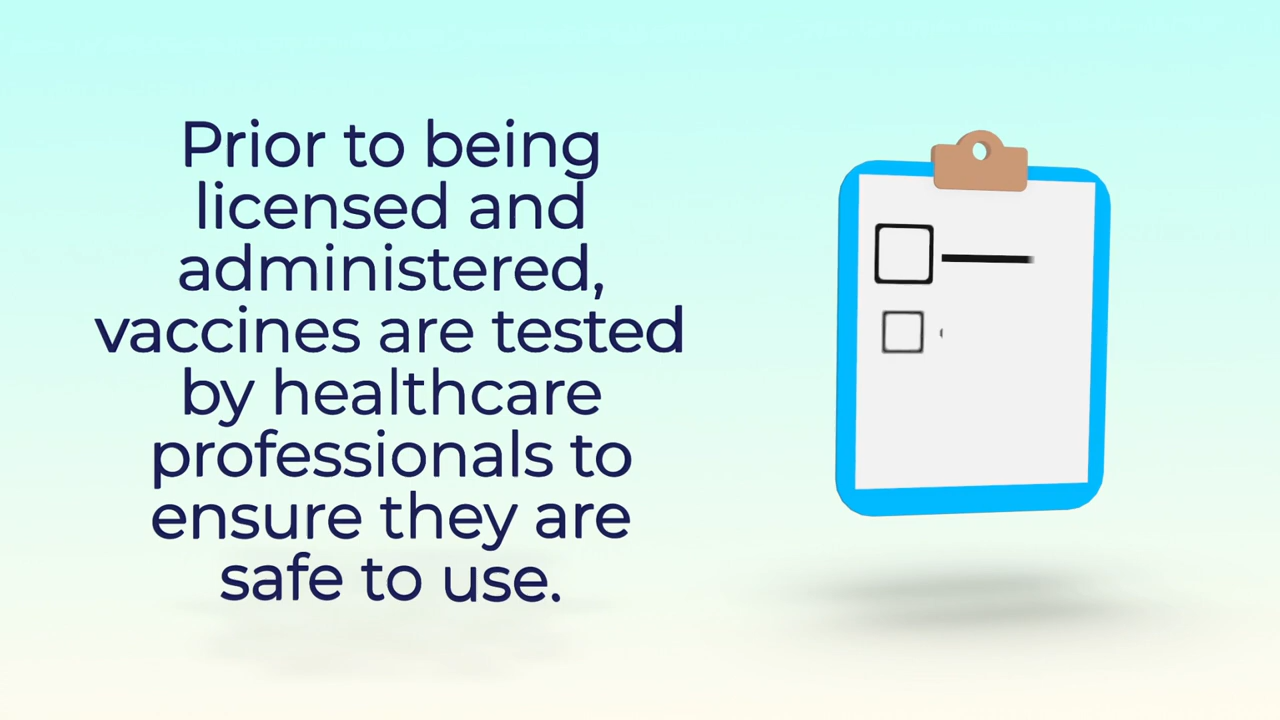 Prior to being
licensed and
administered,
vaccines are tested
by healthcare
professionals to
ensure they are
safe to use.